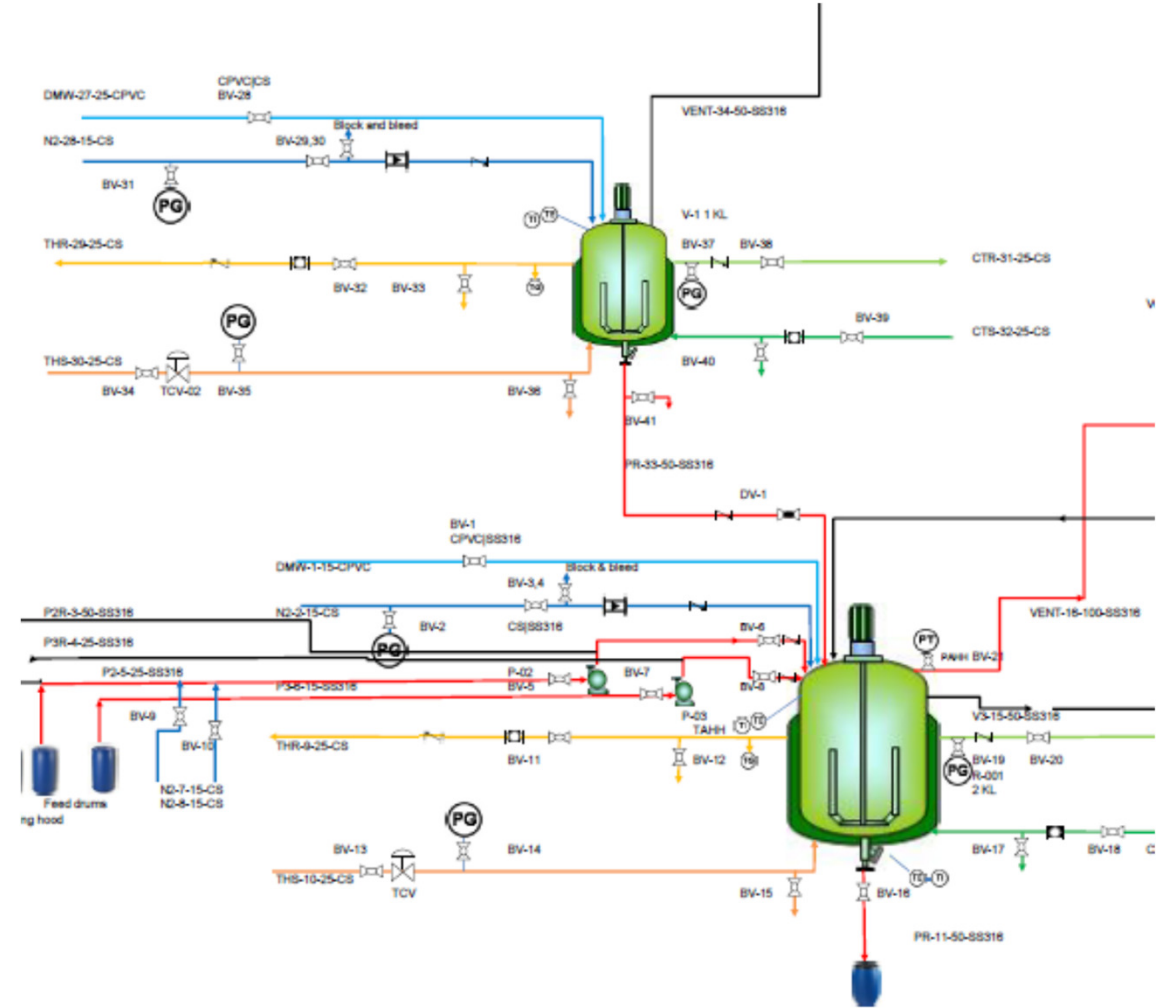 CPVC|CS
DMW-27-25-CPVC
BV-28
VENT-34-50-SS316
Block and bleed
N2-28-15-CS
BV-29,30
BV-31
PG
TI
V-1 1 KL
THR-29-25-CS
BV-37
BV-38
CTR-31-25-CS
BV-32
BV-33
PG
PG
BV-39
CTS-32-25-CS
THS-30-25-CS
BV-40
BV-34
TCV-02
BV-35
BV-36
BV-41
PR-33-50-SS316
DV-1
BV-1
CPVC|SS316
DMW-1-15-CPVC
Block & bleed
BV-3,4
P2R-3-50-SS316
N2-2-15-CS
VENT-16-100-SS316
BV-2
CS|SS316
BV-6
P3R-4-25-SS316
PG
PT
PAHH
BV-21
P2-5-25-SS316
P-02
BV-7
P3-6-15-SS316
BV-5
BV-8
BV-9
P-03
V3-15-50-SS316
TAHH
TI
BV-10
THR-9-25-CS
BV-11
BV-12
PG
BV-19
BV-20
R-001
2 KL
N2-7-15-CS
Feed drums
N2-8-15-CS
ng hood
PG
BV-13
BV-14
BV-17
BV-18
C
THS-10-25-CS
TCV
BV-15
TI
BV-16
PR-11-50-SS316